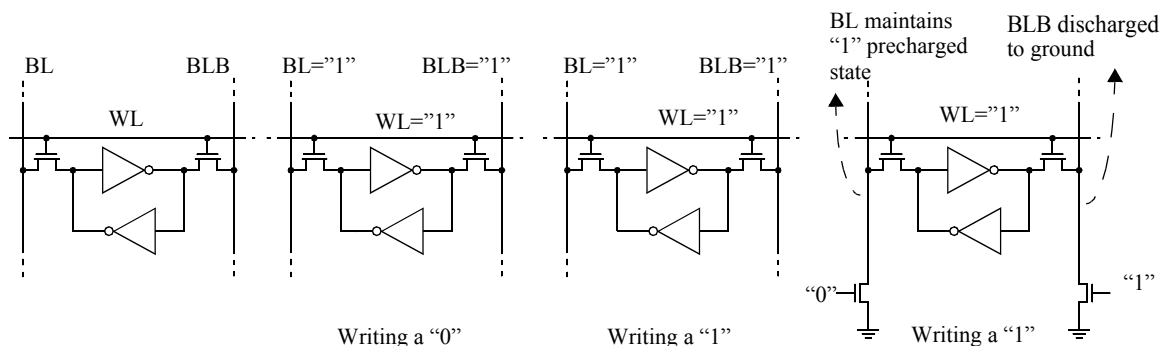 BL maintains
“1” precharged
state
BLB discharged
to ground
BL
BLB
BL=”1”
BLB=”1”
BL=”1”
BLB=”1”
WL
WL=”1”
WL=”1”
WL=”1”
“0”
“1”
Writing a “0”
Writing a “1”
Writing a “1”